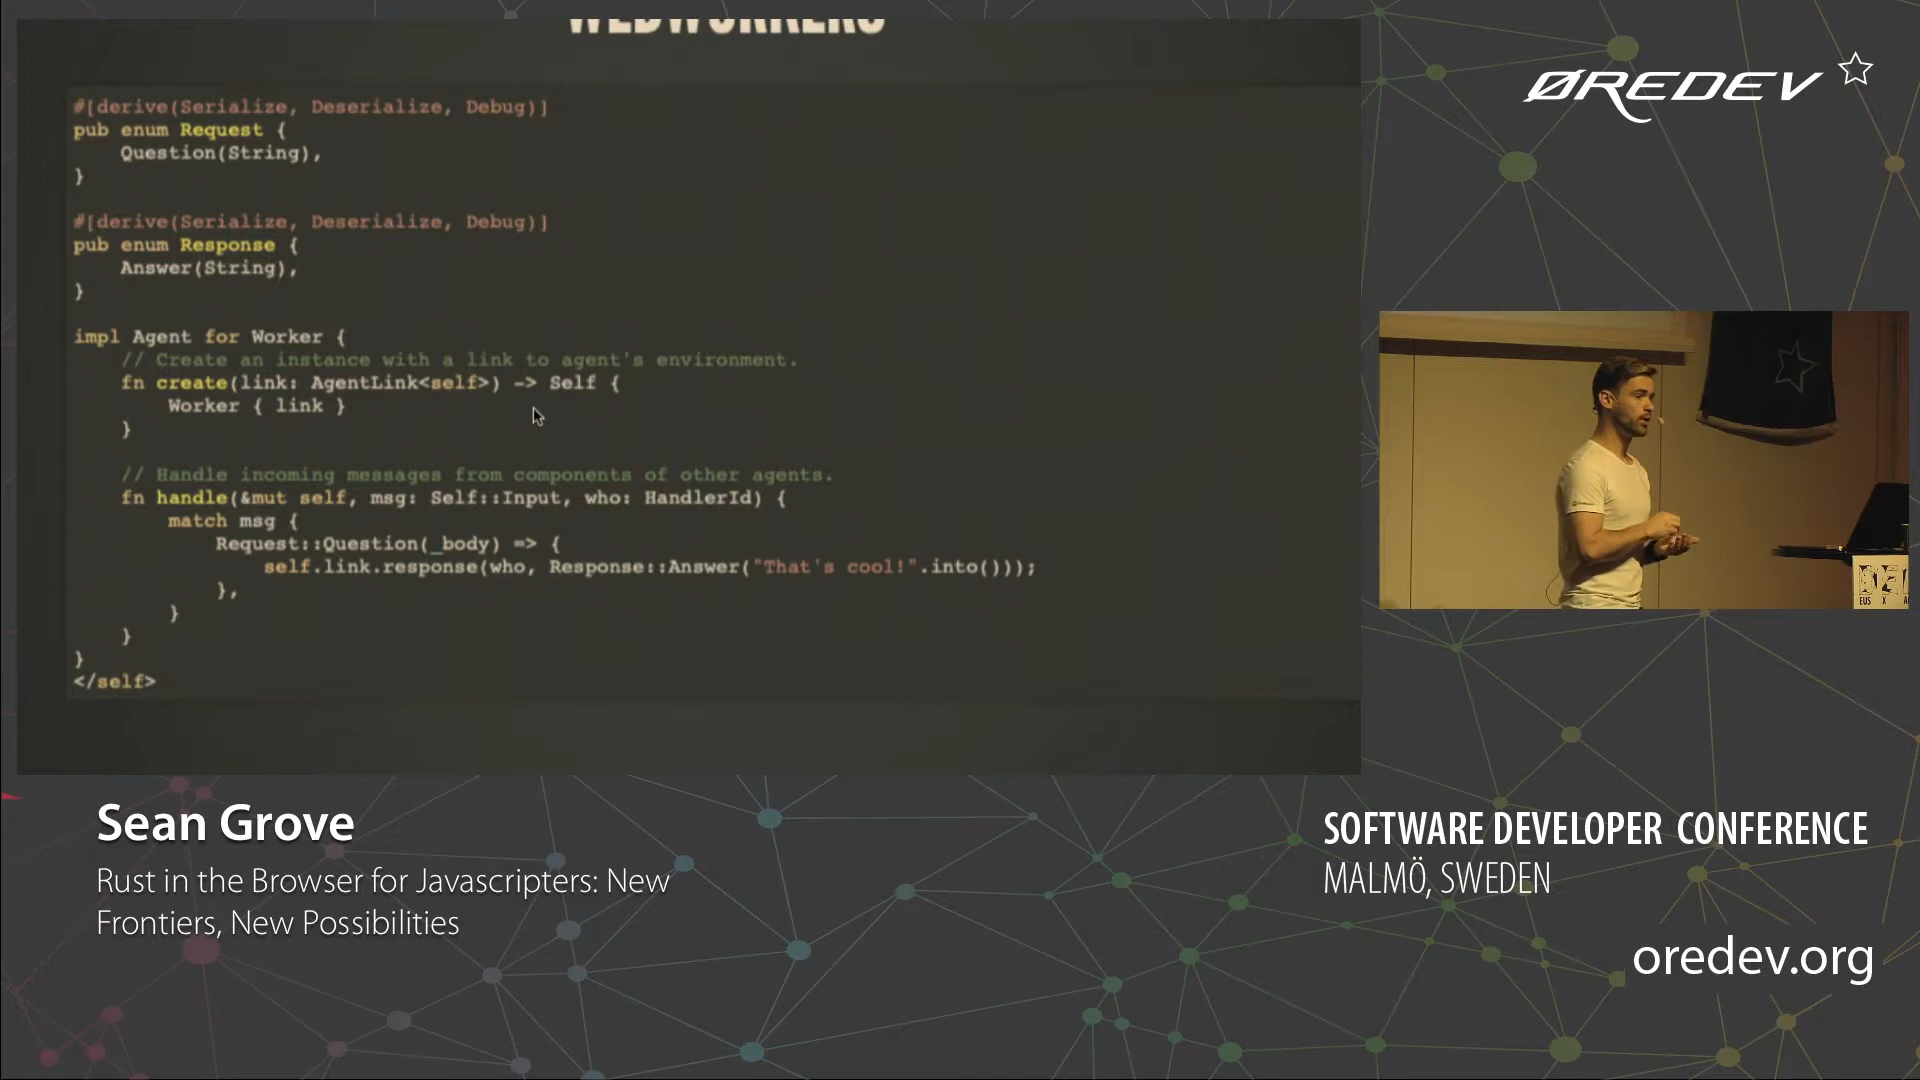 WEBWORKERS
#[derive(Serialize, Deserialize, Debug)]
pub enum Request {
    Question(String),
}
#[derive(Serialize, Deserialize, Debug)]
pub enum Response {
    Answer(String),
}
impl Agent for Worker {
    // Create an instance with a link to agent's environment.
    fn create(link: AgentLink<self>) -> Self {
        Worker { link }
    }
    // Handle incoming messages from components of other agents.
    fn handle(&mut self, msg: Self::Input, who: HandlerId) {
        match msg {
            Request::Question(_body) => {
                self.link.response(who, Response::Answer("That's cool!".into()));
            },
        }
    }
}
</self>
ØREDEV
Sean Grove
Rust in the Browser for Javascripters: New
Frontiers, New Possibilities
SOFTWARE DEVELOPER CONFERENCE
MALMÖ, SWEDEN
oredev.org